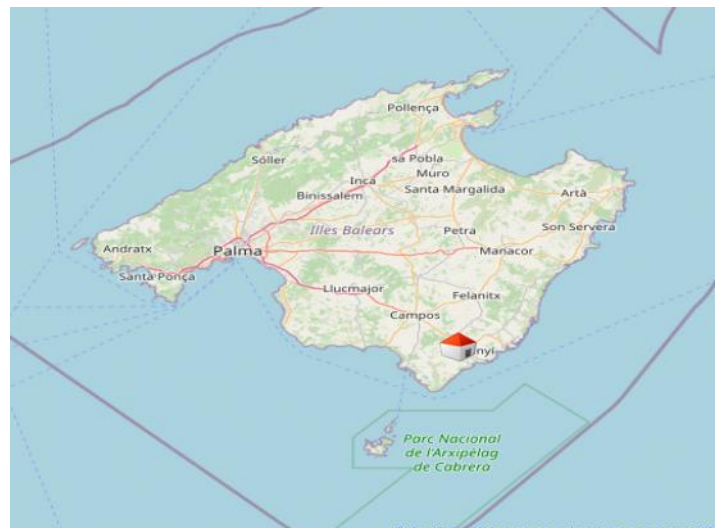 Pollença
sa Pobla
Sóller
Inca
Muro
Santa Margalida
Artà
Binissalem
Illes Balears
Petra
Son Servera
Andratx
Palma
Manacor
Santa Ponça
Llucmajor
Felanitx
Campos
nyí
Parc Nacional
de l'Arxipèlag
de Cabrera